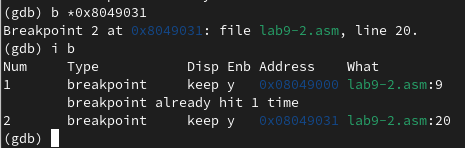 (gdb) b *0x8049031
Breakpoint 2 at 0x8049031: file lab9-2.asm, line 20.
(gdb) i b
Num     Type           Disp Enb Address    What
1       breakpoint     keep y   0x08049000 lab9-2.asm:9
        breakpoint already hit 1 time
2       breakpoint     keep y   0x08049031 lab9-2.asm:20
(gdb)